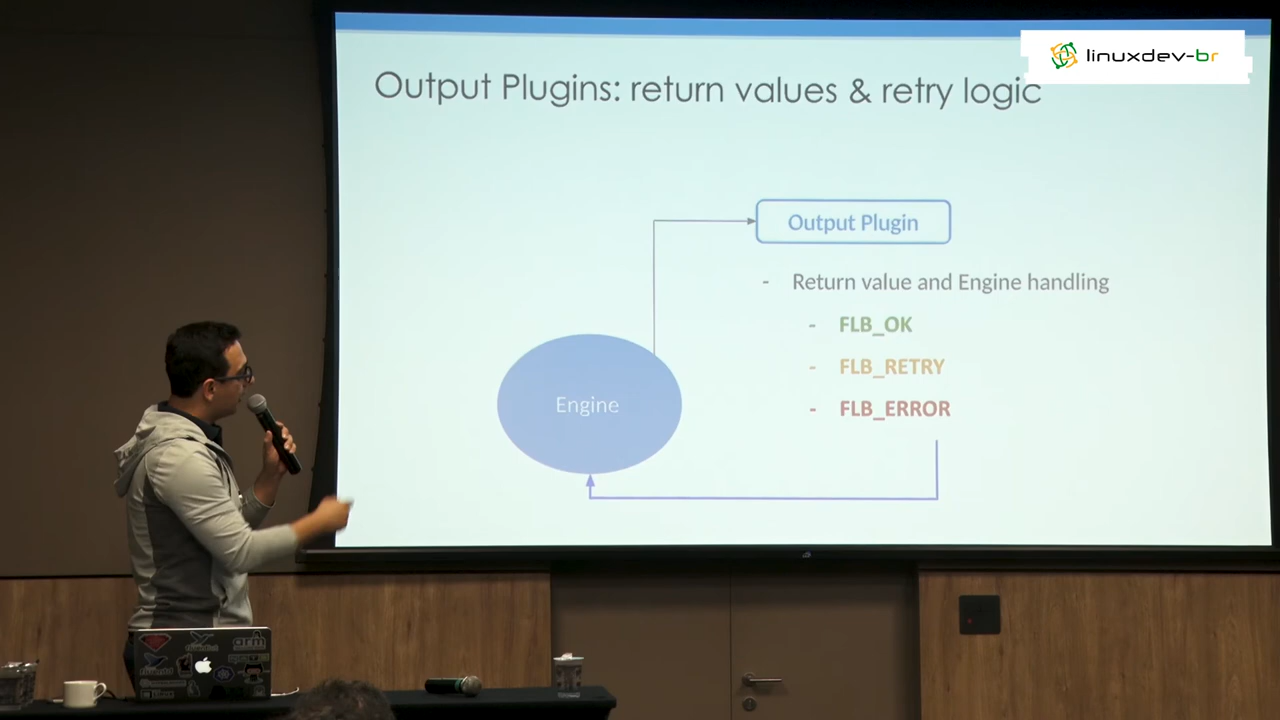 linuxdev-br
Output Plugins: return values & retry logic
Output Plugin
- Return value and Engine handling
- FLB_OK
- FLB_RETRY
- FLB_ERROR
Engine
arm